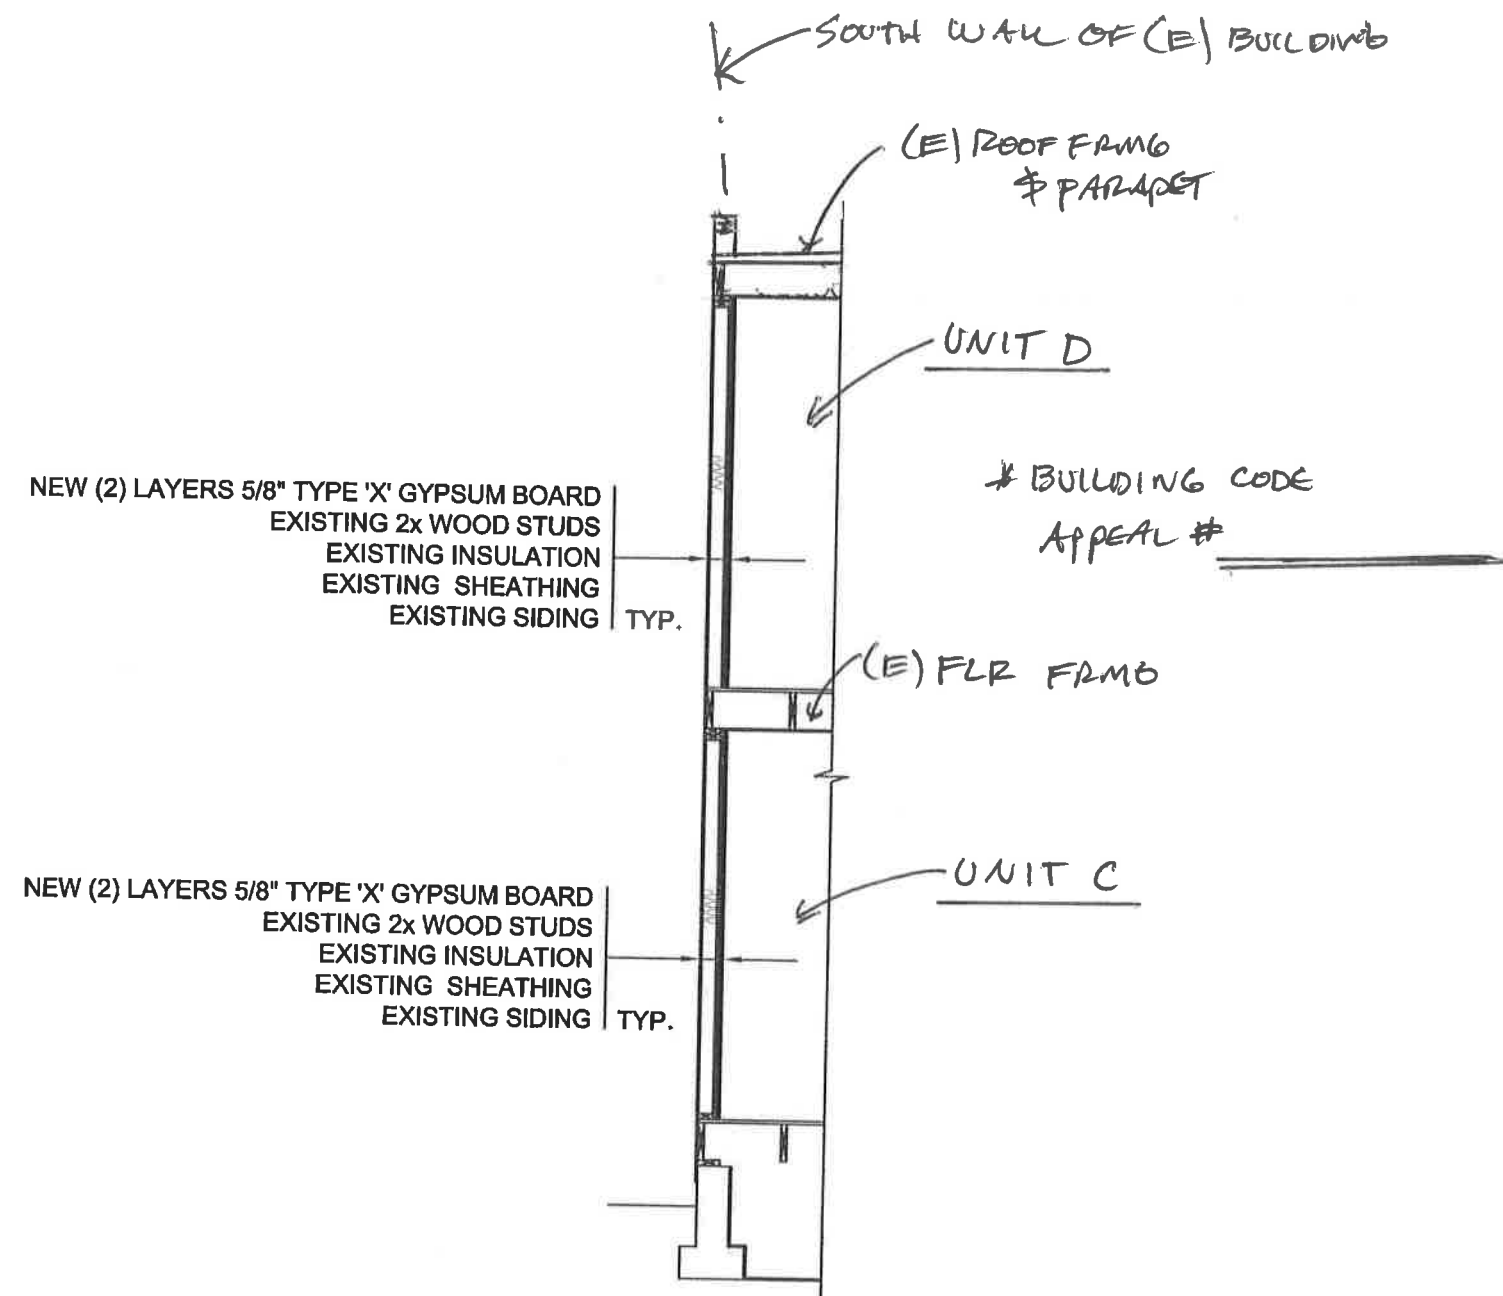 SOUTH WALL OF (E) BUILDING
(E) ROOF FRMG
& PARAPET
UNIT D
NEW (2) LAYERS 5/8" TYPE 'X' GYPSUM BOARD
EXISTING 2x WOOD STUDS
EXISTING INSULATION
EXISTING SHEATHING
EXISTING SIDING TYP.
* BUILDING CODE
APPEAL #
(E) FLR FRMG
UNIT C
NEW (2) LAYERS 5/8" TYPE 'X' GYPSUM BOARD
EXISTING 2x WOOD STUDS
EXISTING INSULATION
EXISTING SHEATHING
EXISTING SIDING TYP.